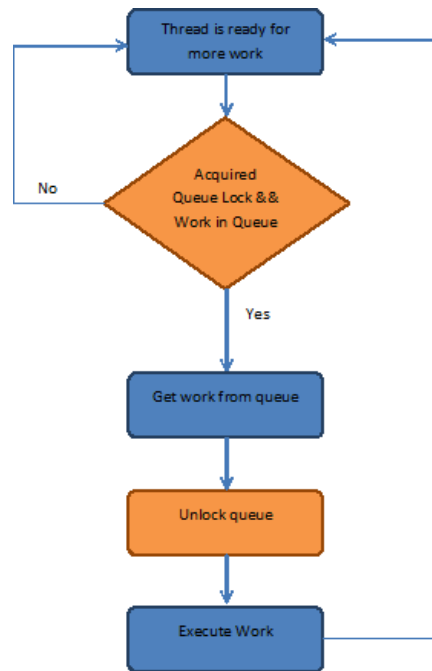 Thread is ready for
more work
Acquired
Queue Lock &&
Work in Queue
No
Yes
Get work from queue
Unlock queue
Execute Work